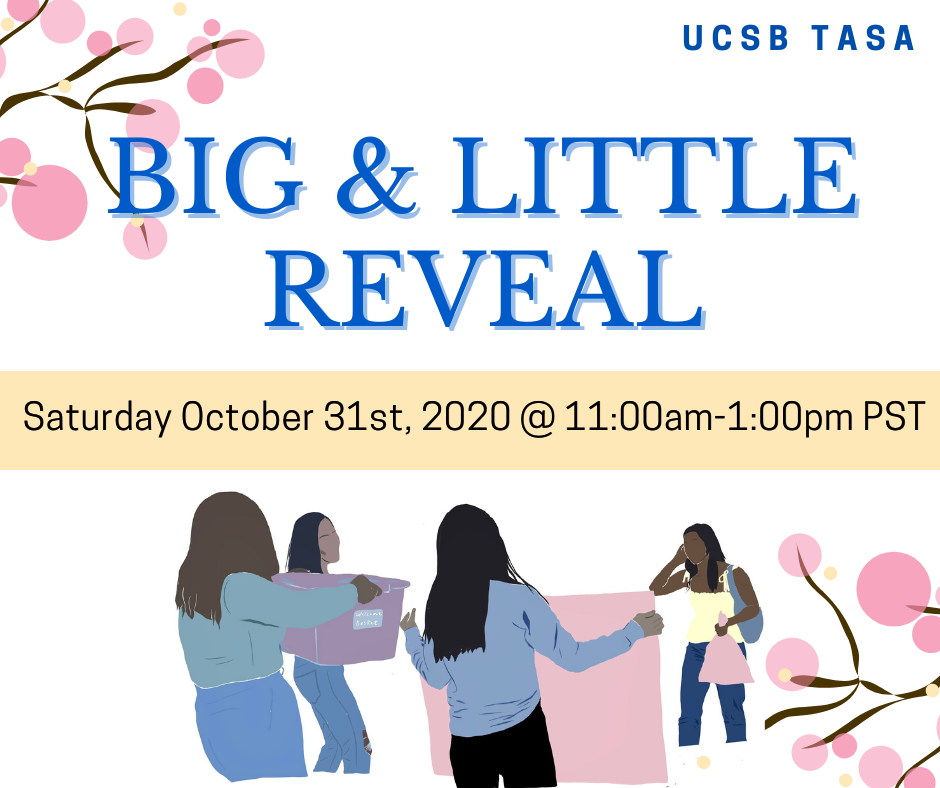 UCSB TASA
BIG & LITTLE
REVEAL
Saturday October 31st, 2020 @ 11:00am-1:00pm PST